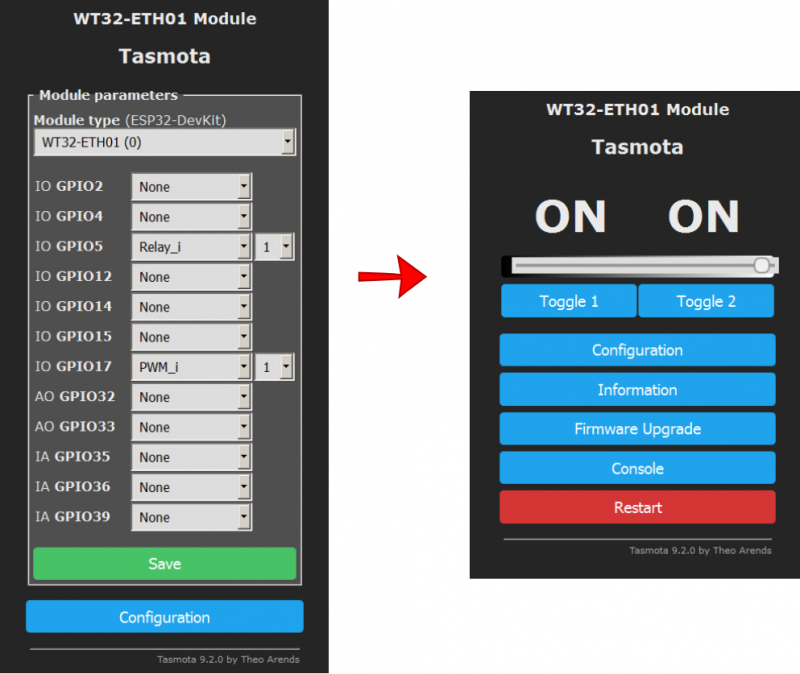 WT32-ETH01 Module
Tasmota
Module parameters
Module type (ESP32-DevKit)
WT32-ETH01 (0)
IO GPIO2 None
IO GPIO4 None
IO GPIO5 Relay_i 1
IO GPIO12 None
IO GPIO14 None
IO GPIO15 None
IO GPIO17 PWM_i 1
AO GPIO32 None
AO GPIO33 None
IA GPIO35 None
IA GPIO36 None
IA GPIO39 None
Save
Configuration
Tasmota 9.2.0 by Theo Arends
WT32-ETH01 Module
Tasmota
ON ON
Toggle 1 Toggle 2
Configuration
Information
Firmware Upgrade
Console
Restart
Tasmota 9.2.0 by Theo Arends